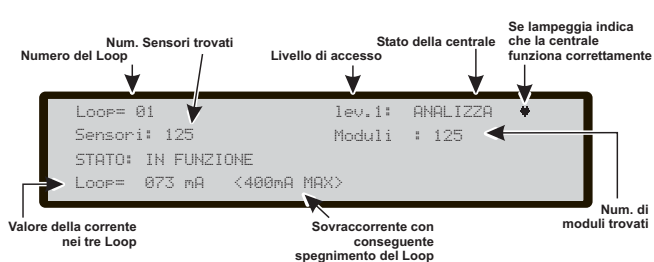 Se lampeggia indica
che la centrale
funziona correttamente
Num. Sensori trovati
Stato della centrale
Numero del Loop
Livello di accesso
Loop= 01 lev.1: ANALIZZA ♥
Sensori: 125 Moduli : 125
STATO: IN FUNZIONE
Loop= 073 mA <400mA MAX>
Valore della corrente
nei tre Loop
Sovraccorrente con
conseguente
spegnimento del Loop
Num. di
moduli trovati